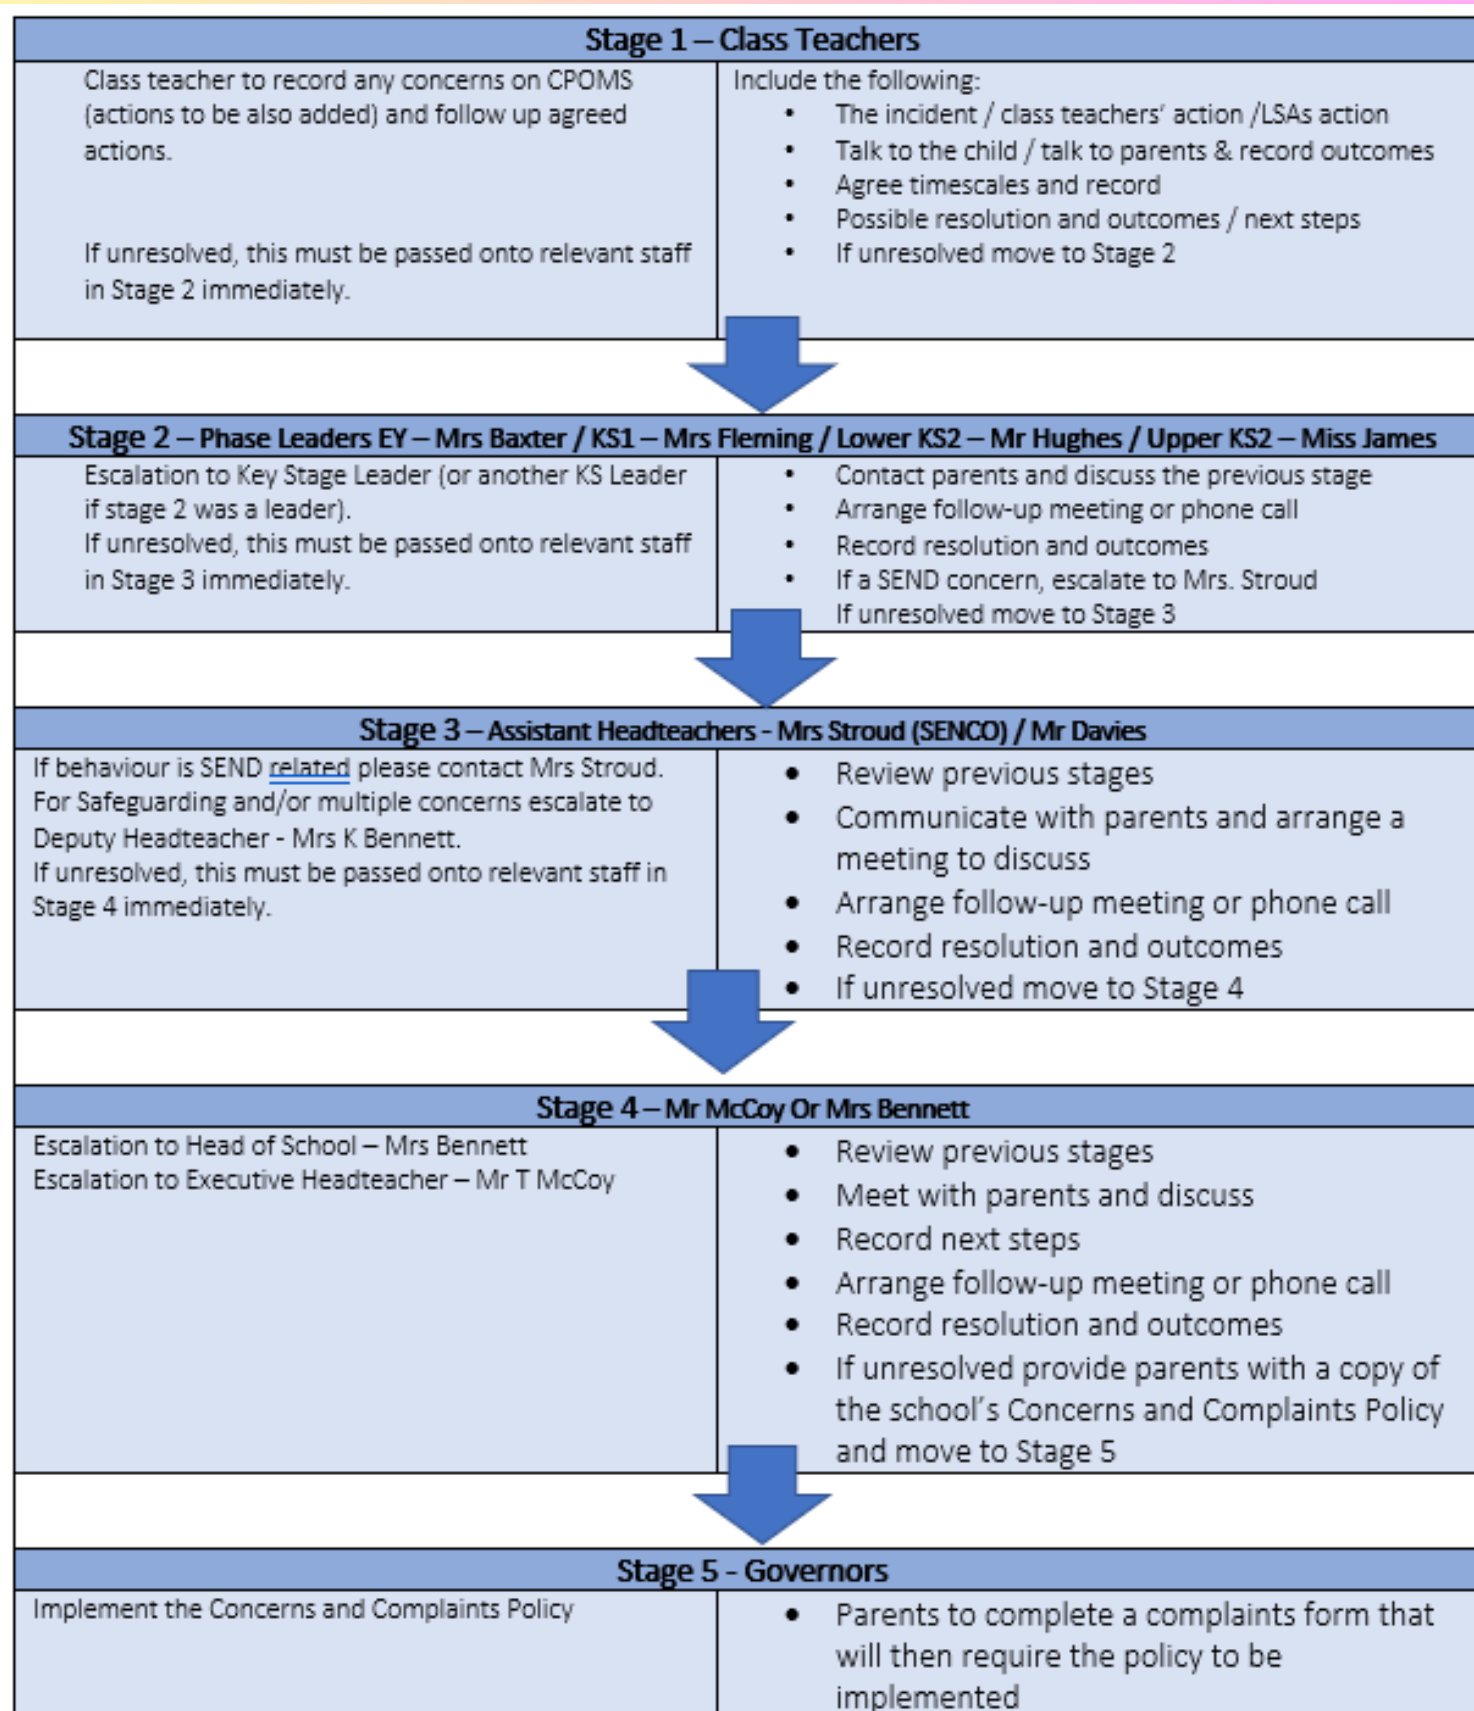 Stage 1 – Class Teachers
Class teacher to record any concerns on CPOMS
(actions to be also added) and follow up agreed
actions.
If unresolved, this must be passed onto relevant staff
in Stage 2 immediately.
Include the following:
• The incident / class teachers' action /LSAs action
• Talk to the child / talk to parents & record outcomes
• Agree timescales and record
• Possible resolution and outcomes / next steps
• If unresolved move to Stage 2
Stage 2 – Phase Leaders EY – Mrs Baxter / KS1 – Mrs Fleming / Lower KS2 – Mr Hughes / Upper KS2 – Miss James
Escalation to Key Stage Leader (or another KS Leader
if stage 2 was a leader).
If unresolved, this must be passed onto relevant staff
in Stage 3 immediately.
• Contact parents and discuss the previous stage
• Arrange follow-up meeting or phone call
• Record resolution and outcomes
• If a SEND concern, escalate to Mrs. Stroud
If unresolved move to Stage 3
Stage 3 – Assistant Headteachers - Mrs Stroud (SENCO) / Mr Davies
If behaviour is SEND related please contact Mrs Stroud.
For Safeguarding and/or multiple concerns escalate to
Deputy Headteacher - Mrs K Bennett.
If unresolved, this must be passed onto relevant staff in
Stage 4 immediately.
• Review previous stages
• Communicate with parents and arrange a
meeting to discuss
• Arrange follow-up meeting or phone call
• Record resolution and outcomes
• If unresolved move to Stage 4
Stage 4 – Mr McCoy Or Mrs Bennett
Escalation to Head of School – Mrs Bennett
Escalation to Executive Headteacher – Mr T McCoy
• Review previous stages
• Meet with parents and discuss
• Record next steps
• Arrange follow-up meeting or phone call
• Record resolution and outcomes
• If unresolved provide parents with a copy of
the school's Concerns and Complaints Policy
and move to Stage 5
Stage 5 - Governors
Implement the Concerns and Complaints Policy
• Parents to complete a complaints form that
will then require the policy to be
implemented